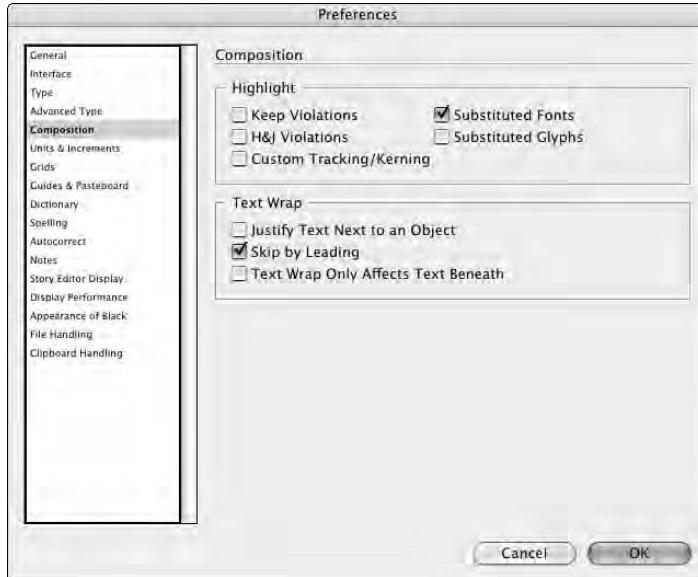 Preferences
General
Interface
Type
Advanced Type
Composition
Units & Increments
Grids
Guides & Pasteboard
Dictionary
Spelling
Autocorrect
Notes
Story Editor Display
Display Performance
Appearance of Black
File Handling
Clipboard Handling
Composition
Highlight
Keep Violations
Substituted Fonts
H&J Violations
Substituted Glyphs
Custom Tracking/Kerning
Text Wrap
Justify Text Next to an Object
Skip by Leading
Text Wrap Only Affects Text Beneath
Cancel
OK